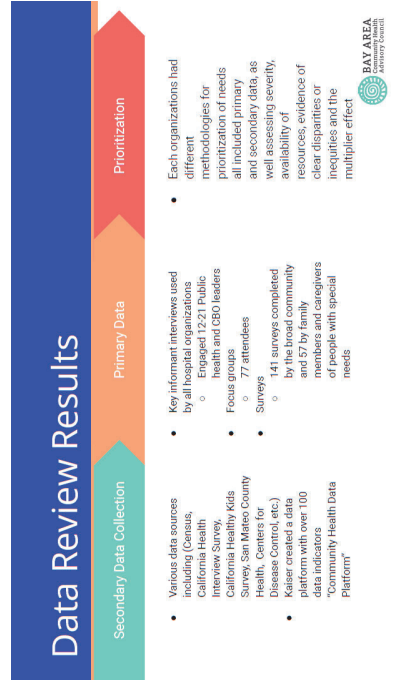 Data Review Results
Secondary Data Collection
Primary Data
Prioritization
● Various data sources
including (Census,
California Health
Interview Survey,
California Healthy Kids
Survey, San Mateo County
Health, Centers for
Disease Control, etc.)
● Kaiser created a data
platform with over 100
data indicators
"Community Health Data
Platform"
● Key informant interviews used
by all hospital organizations
○ Engaged 12-21 Public
health and CBO leaders
● Focus groups
○ 77 attendees
● Surveys
○ 141 surveys completed
by the broad community
and 57 by family
members and caregivers
of people with special
needs
● Each organizations had
different
methodologies for
prioritization of needs
all included primary
and secondary data, as
well assessing severity,
availability of
resources, evidence of
clear disparities or
inequities and the
multiplier effect
BAY AREA
Community Health
Advisory Council